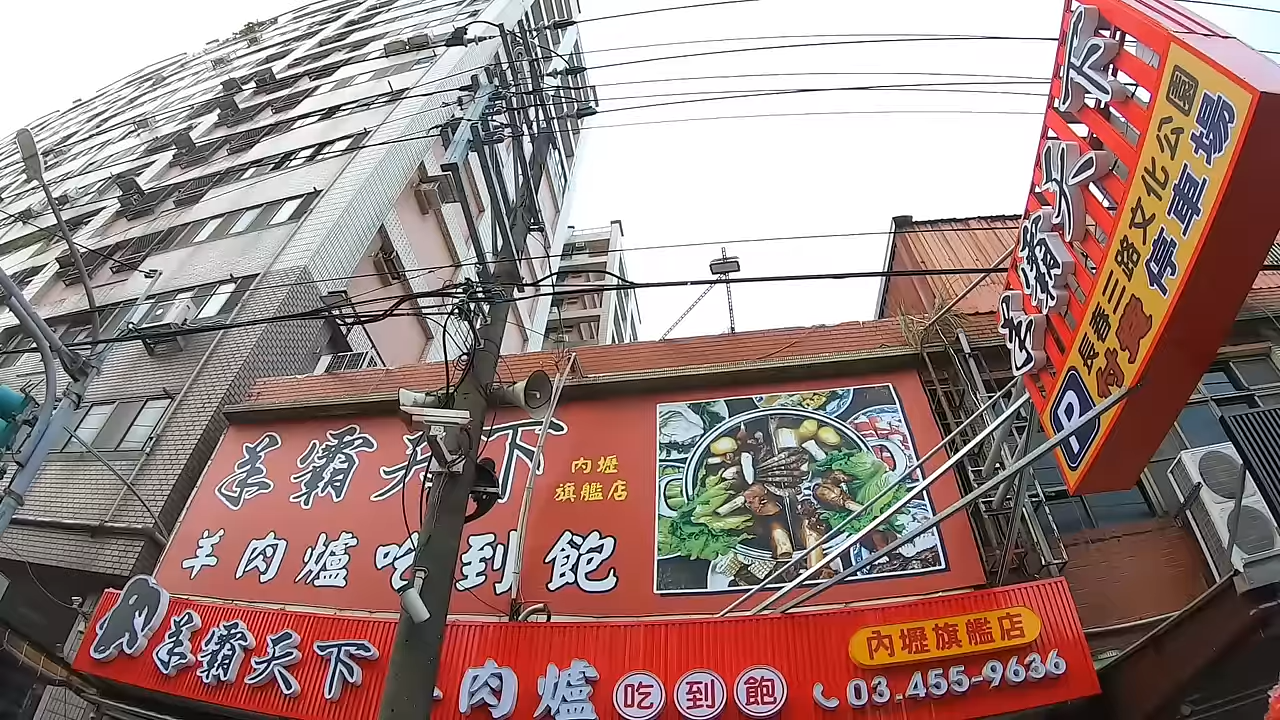 羊霸天下
內壢
旗艦店
羊肉爐吃到飽
羊霸天下
肉爐吃到飽
內壢旗艦店
03.455-9636
羊霸天下
長春三路文化公園
停車場
P